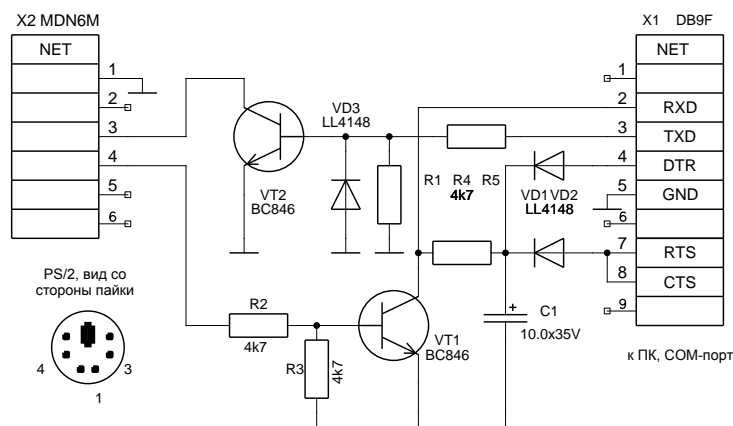 X2 MDN6M
NET
1
2
3
4
5
6
X1 DB9F
NET
1
2 RXD
3 TXD
4 DTR
5 GND
6
7 RTS
8 CTS
9
VD3
LL4148
VT2
BC846
R1 R4 R5
4k7
VD1 VD2
LL4148
R2
4k7
R3
4k7
VT1
BC846
+
C1
10.0x35V
PS/2, вид со
стороны пайки
4
3
1
к ПК, COM-порт